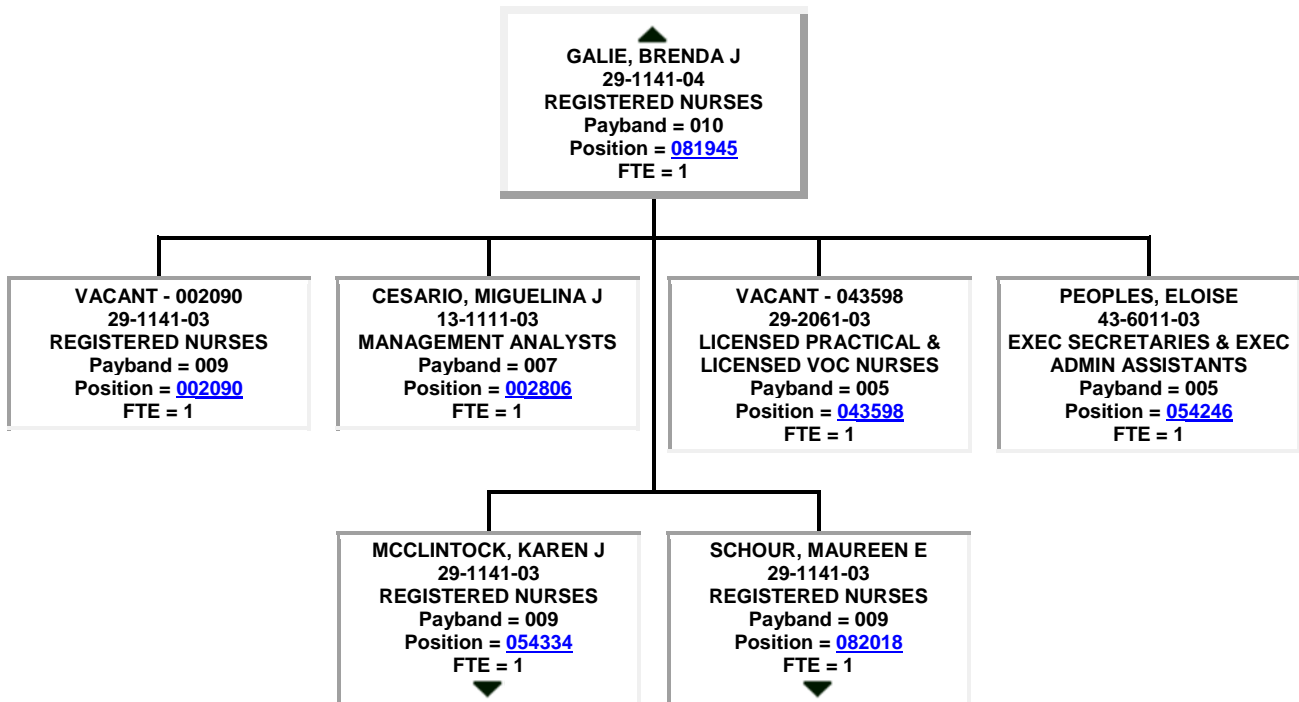 GALIE, BRENDA J
29-1141-04
REGISTERED NURSES
Payband = 010
Position = 081945
FTE = 1
VACANT - 002090
29-1141-03
REGISTERED NURSES
Payband = 009
Position = 002090
FTE = 1
CESARIO, MIGUELINA J
13-1111-03
MANAGEMENT ANALYSTS
Payband = 007
Position = 002806
FTE = 1
VACANT - 043598
29-2061-03
LICENSED PRACTICAL &
LICENSED VOC NURSES
Payband = 005
Position = 043598
FTE = 1
PEOPLES, ELOISE
43-6011-03
EXEC SECRETARIES & EXEC
ADMIN ASSISTANTS
Payband = 005
Position = 054246
FTE = 1
MCCLINTOCK, KAREN J
29-1141-03
REGISTERED NURSES
Payband = 009
Position = 054334
FTE = 1
SCHOUR, MAUREEN E
29-1141-03
REGISTERED NURSES
Payband = 009
Position = 082018
FTE = 1